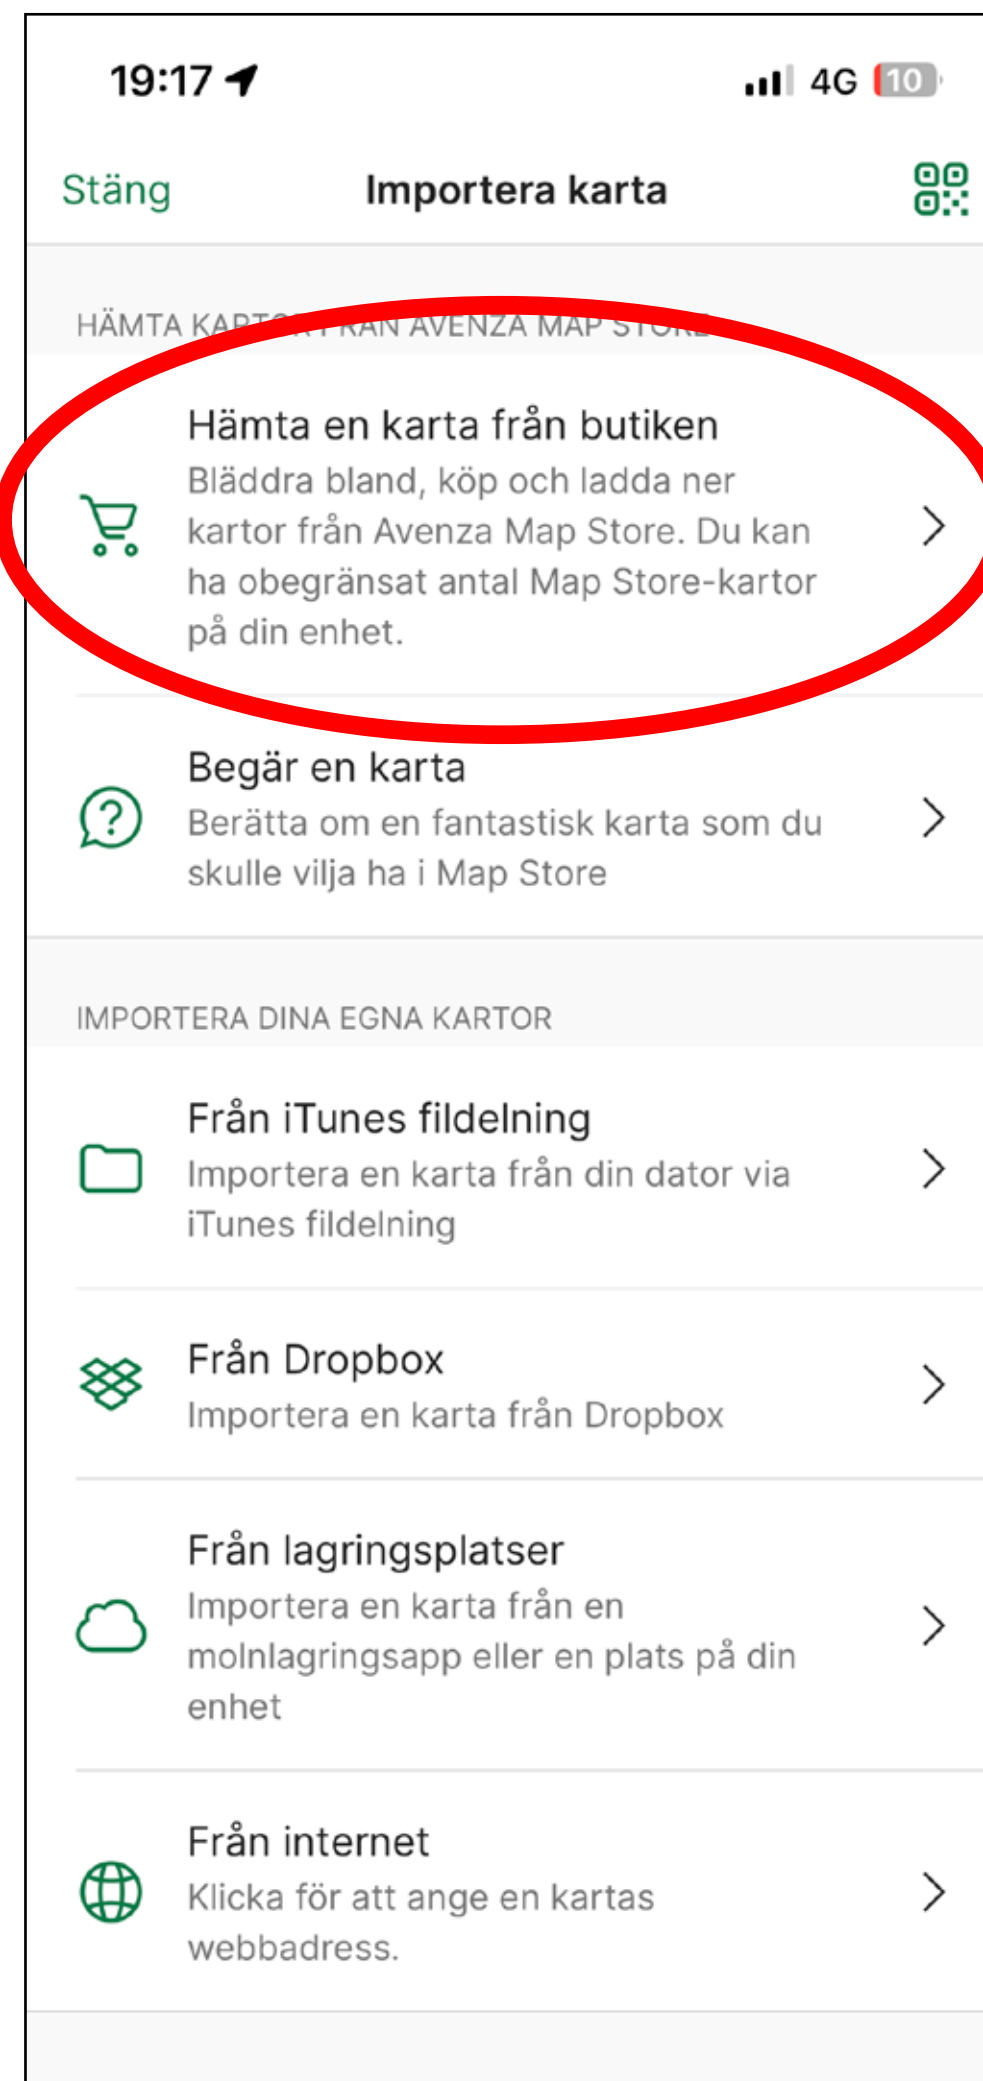 19:17 4G 10
Stäng Importera karta
HÄMTA KARTOR FRÅN AVENZA MAP STORE
Hämta en karta från butiken
Bläddra bland, köp och ladda ner
kartor från Avenza Map Store. Du kan
ha obegränsat antal Map Store-kartor
på din enhet.
Begär en karta
Berätta om en fantastisk karta som du
skulle vilja ha i Map Store
IMPORTERA DINA EGNA KARTOR
Från iTunes fildelning
Importera en karta från din dator via
iTunes fildelning
Från Dropbox
Importera en karta från Dropbox
Från lagringsplatser
Importera en karta från en
molnlagringsapp eller en plats på din
enhet
Från internet
Klicka för att ange en kartas
webbadress.